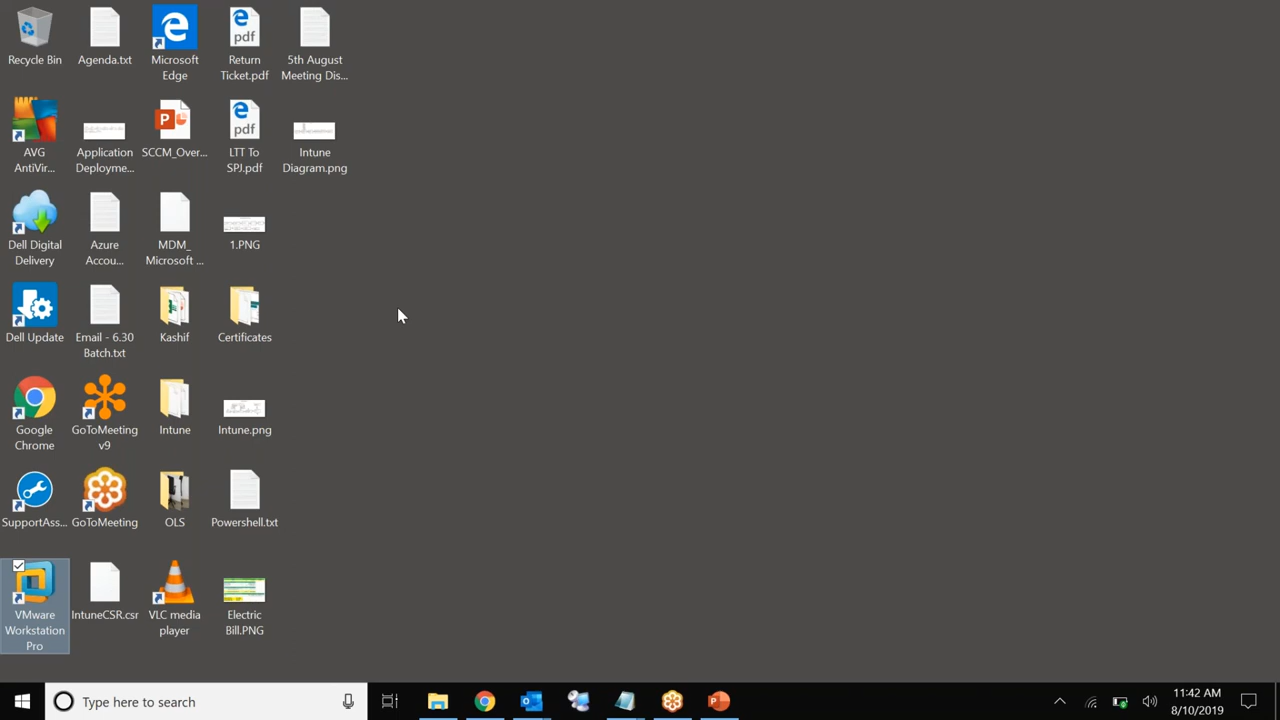 Recycle Bin
Agenda.txt
Microsoft
Edge
pdf
Return
Ticket.pdf
5th August
Meeting Dis...
AVG
AntiVir...
Application
Deployme...
P
SCCM_Over...
pdf
LTT To
SPJ.pdf
Intune
Diagram.png
Dell Digital
Delivery
Azure
Accou...
MDM_
Microsoft ...
1.PNG
Dell Update
Email - 6.30
Batch.txt
Kashif
Certificates
Google
Chrome
GoToMeeting
v9
Intune
Intune.png
SupportAss...
GoToMeeting
OLS
Powershell.txt
VMware
Workstation
Pro
IntuneCSR.csr
VLC media
player
Electric
Bill.PNG
Type here to search
11:42 AM
8/10/2019